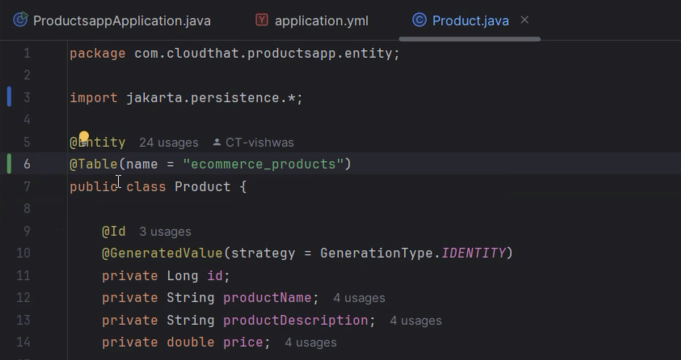 ProductsappApplication.java application.yml Product.java
1 package com.cloudthat.productsapp.entity;
2
3 import jakarta.persistence.*;
4
5 @Entity 24 usages CT-vishwas
6 @Table(name = "ecommerce_products")
7 public class Product {
8
9 @Id 3 usages
10 @GeneratedValue(strategy = GenerationType.IDENTITY)
11 private Long id;
12 private String productName; 4 usages
13 private String productDescription; 4 usages
14 private double price; 4 usages